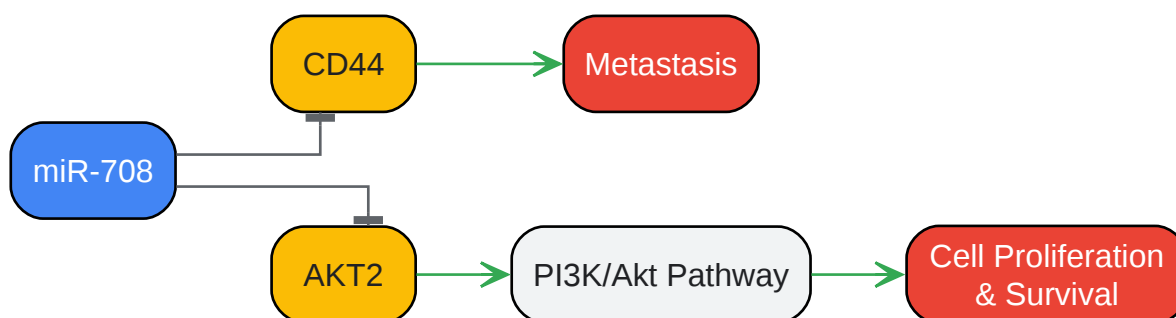 CD44
Metastasis
miR-708
AKT2
PI3K/Akt Pathway
Cell Proliferation
& Survival